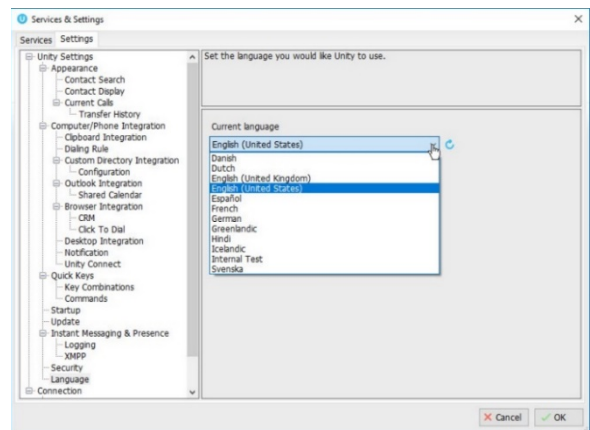 Services & Settings
Services Settings
Unity Settings
Appearance
Contact Search
Contact Display
Current Calls
Transfer History
Computer/Phone Integration
Clipboard Integration
Dialing Rule
Custom Directory Integration
Configuration
Outlook Integration
Shared Calendar
Browser Integration
CRM
Click To Dial
Desktop Integration
Notification
Unity Connect
Quick Keys
Key Combinations
Commands
Startup
Update
Instant Messaging & Presence
Logging
XMPP
Security
Language
Connection
Set the language you would like Unity to use.
Current language
English (United States)
Danish
Dutch
English (United Kingdom)
English (United States)
Español
French
German
Greenlandic
Hindi
Icelandic
Internal Test
Svenska
Cancel OK